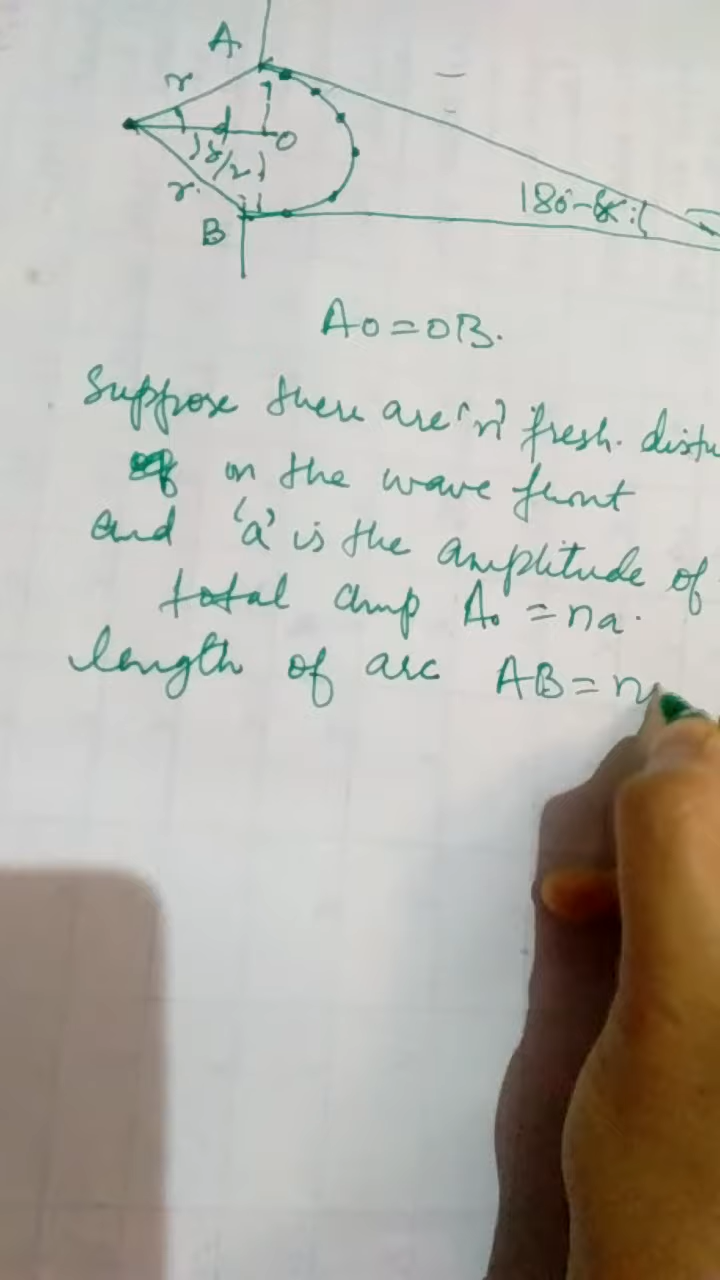 A
r
δ/2
O
r
B
180-δ
AO=OB.
Suppose there are 'n' fresh.
on the wave front
and 'a' is the amplitude of
total amp A₀ = na.
length of arc AB=n